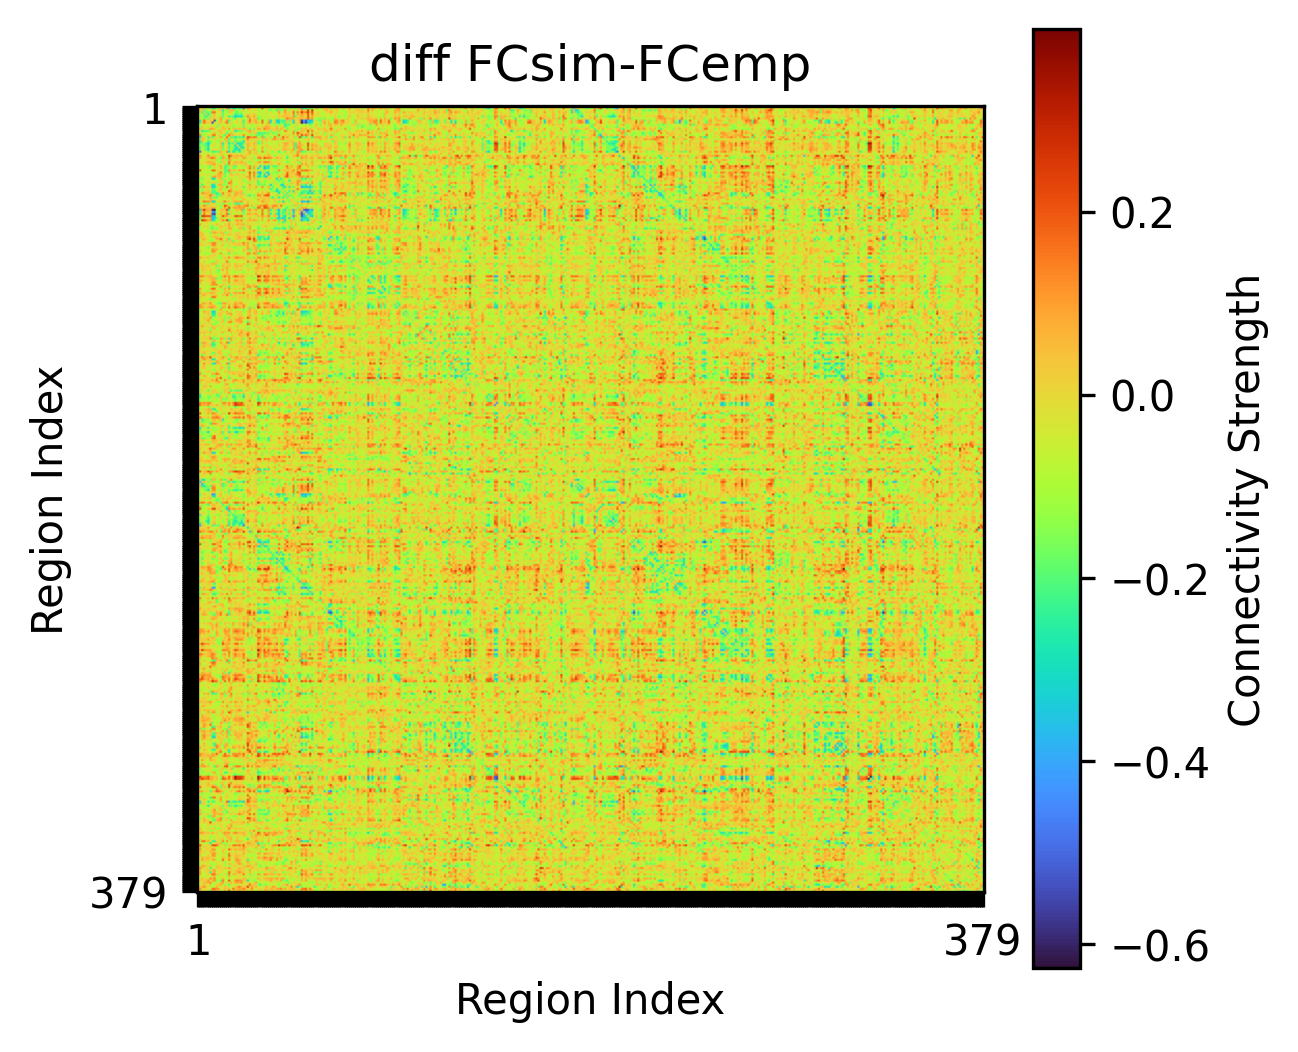 diff FCsim-FCemp
1
379
Region Index
1
379
Region Index
0.2
0.0
−0.2
−0.4
−0.6
Connectivity Strength